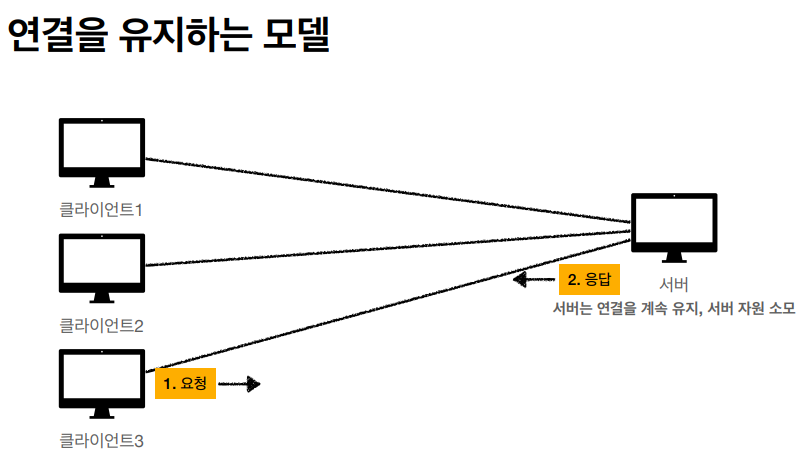 연결을 유지하는 모델
클라이언트1
클라이언트2
2. 응답
서버
서버는 연결을 계속 유지, 서버 자원 소모
1. 요청
클라이언트3